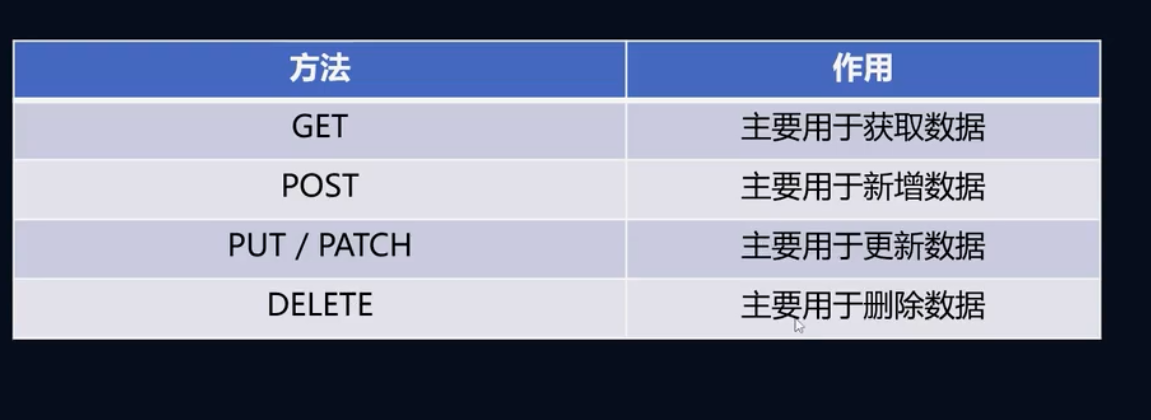 方法 作用
GET 主要用于获取数据
POST 主要用于新增数据
PUT / PATCH 主要用于更新数据
DELETE 主要用于删除数据